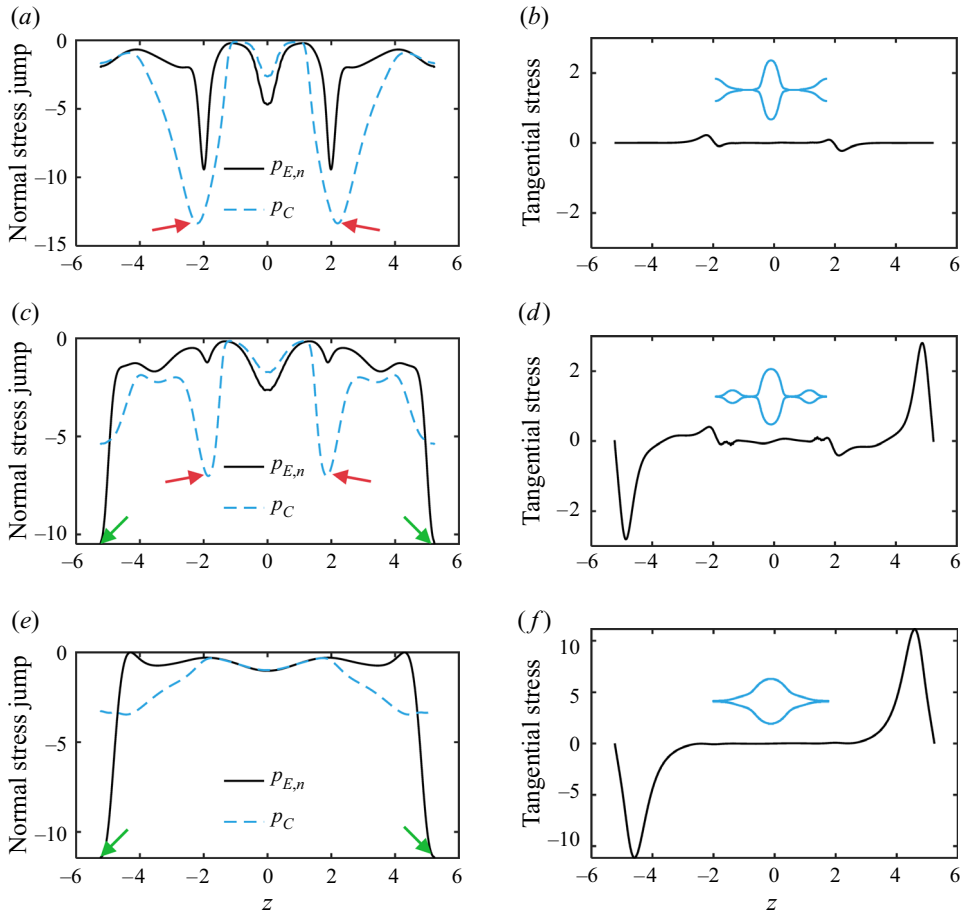 (a) (b)
Normal stress jump
0
–5
–10
–15
–6 –4 –2 0 2 4 6
p_{E,n}
p_C
Tangential stress
2
0
–2
–6 –4 –2 0 2 4 6
(c) (d)
Normal stress jump
0
–5
–10
–6 –4 –2 0 2 4 6
p_{E,n}
p_C
Tangential stress
2
0
–2
–6 –4 –2 0 2 4 6
(e) (f)
Normal stress jump
0
–5
–10
–6 –4 –2 0 2 4 6
z
p_{E,n}
p_C
Tangential stress
10
5
0
–5
–10
–6 –4 –2 0 2 4 6
z